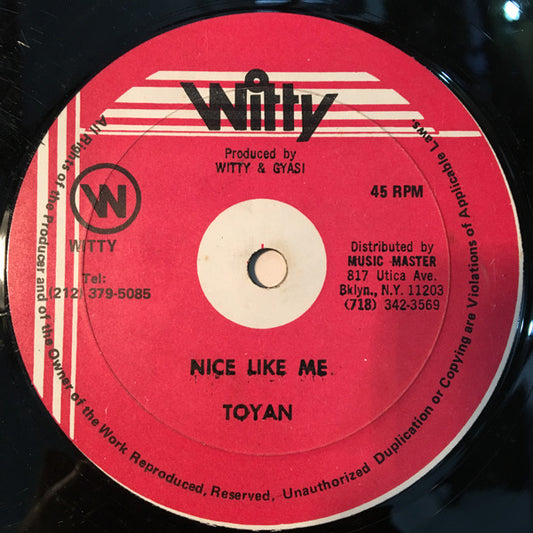 Witty
Produced by
WITTY & GYASI
45 RPM
W
WITTY
Tel:
(212) 379-5085
Distributed by
MUSIC MASTER
817 Utica Ave.
Bklyn., N.Y. 11203
(718) 342-3569
NICE LIKE ME
TOYAN
All Rights of the Producer and of the Owner of the Work Reproduced, Reserved, Unauthorized Duplication or Copying are Violations of Applicable Laws.